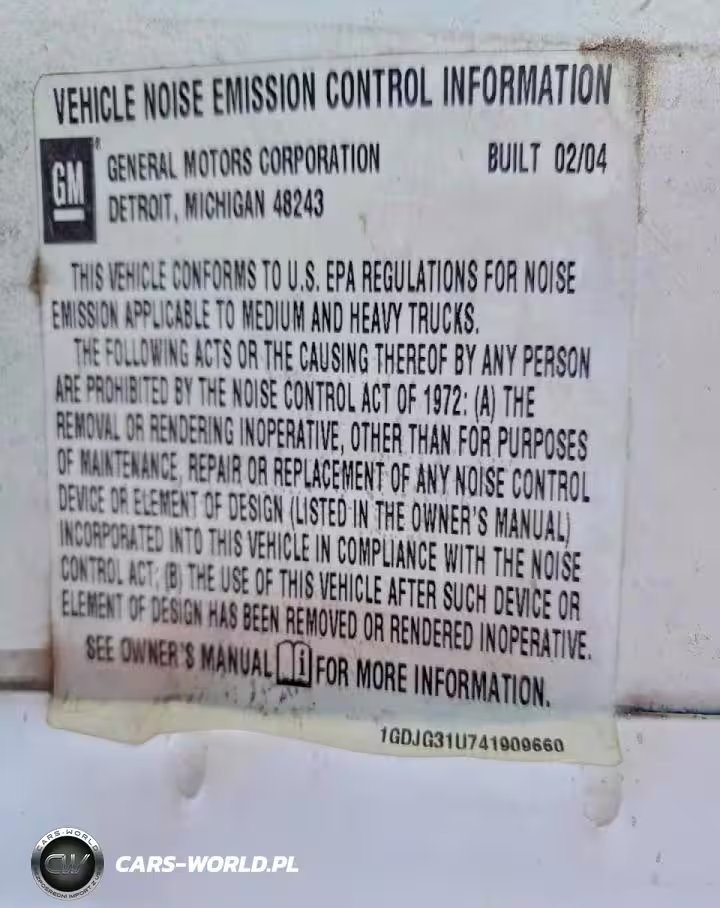 VEHICLE NOISE EMISSION CONTROL INFORMATION
GM
GENERAL MOTORS CORPORATION BUILT 02/04
DETROIT, MICHIGAN 48243
THIS VEHICLE CONFORMS TO U.S. EPA REGULATIONS FOR NOISE
EMISSION APPLICABLE TO MEDIUM AND HEAVY TRUCKS.
THE FOLLOWING ACTS OR THE CAUSING THEREOF BY ANY PERSON
ARE PROHIBITED BY THE NOISE CONTROL ACT OF 1972: (A) THE
REMOVAL OR RENDERING INOPERATIVE, OTHER THAN FOR PURPOSES
OF MAINTENANCE, REPAIR OR REPLACEMENT OF ANY NOISE CONTROL
DEVICE OR ELEMENT OF DESIGN (LISTED IN THE OWNER'S MANUAL)
INCORPORATED INTO THIS VEHICLE IN COMPLIANCE WITH THE NOISE
CONTROL ACT; (B) THE USE OF THIS VEHICLE AFTER SUCH DEVICE OR
ELEMENT OF DESIGN HAS BEEN REMOVED OR RENDERED INOPERATIVE.
SEE OWNER'S MANUAL i FOR MORE INFORMATION.
1GDJG31U741909660
CARS-WORLD
CW
CARS-WORLD.PL